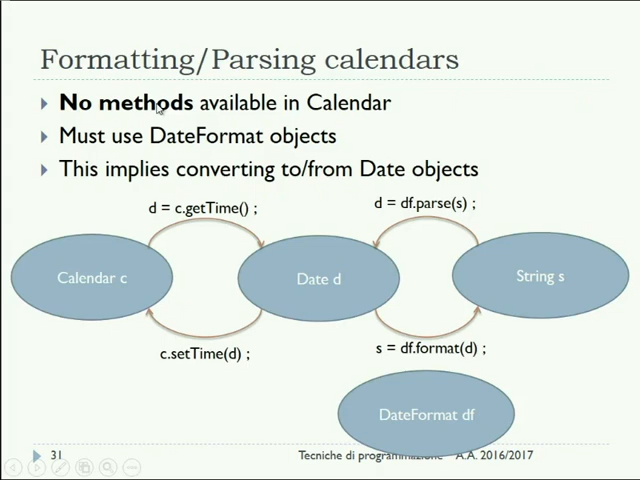 Formatting/Parsing calendars
No methods available in Calendar
Must use DateFormat objects
This implies converting to/from Date objects
d = c.getTime() ;
d = df.parse(s) ;
Calendar c
Date d
String s
c.setTime(d) ;
s = df.format(d) ;
DateFormat df
31
Tecniche di programmazione A.A. 2016/2017